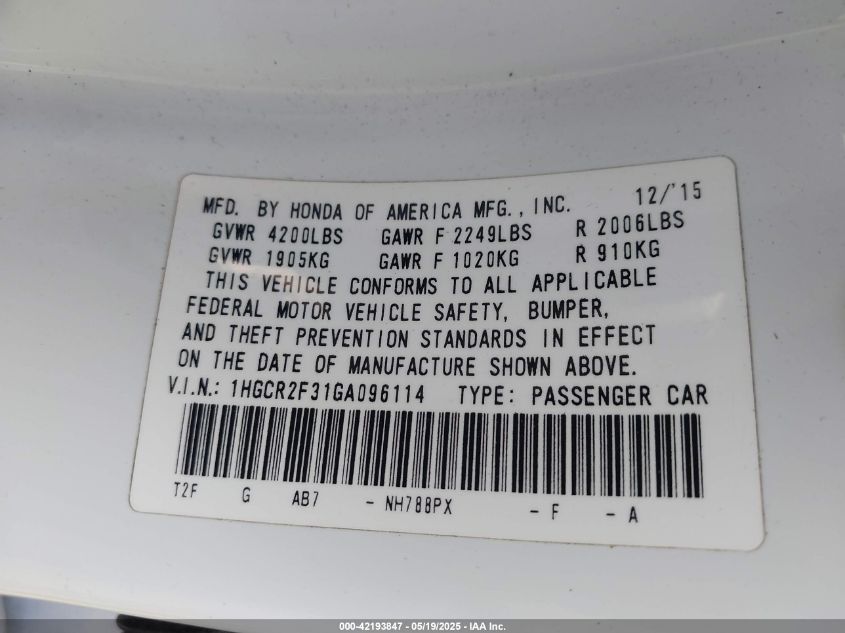 MFD. BY HONDA OF AMERICA MFG., INC. 12/'15
GVWR 4200LBS GAWR F 2249LBS R 2006LBS
GVWR 1905KG GAWR F 1020KG R 910KG
THIS VEHICLE CONFORMS TO ALL APPLICABLE
FEDERAL MOTOR VEHICLE SAFETY, BUMPER,
AND THEFT PREVENTION STANDARDS IN EFFECT
ON THE DATE OF MANUFACTURE SHOWN ABOVE.
V.I.N.: 1HGCR2F31GA096114 TYPE: PASSENGER CAR
T2F G AB7 - NH788PX - F - A
000-42193847 - 05/19/2025 - IAA Inc.